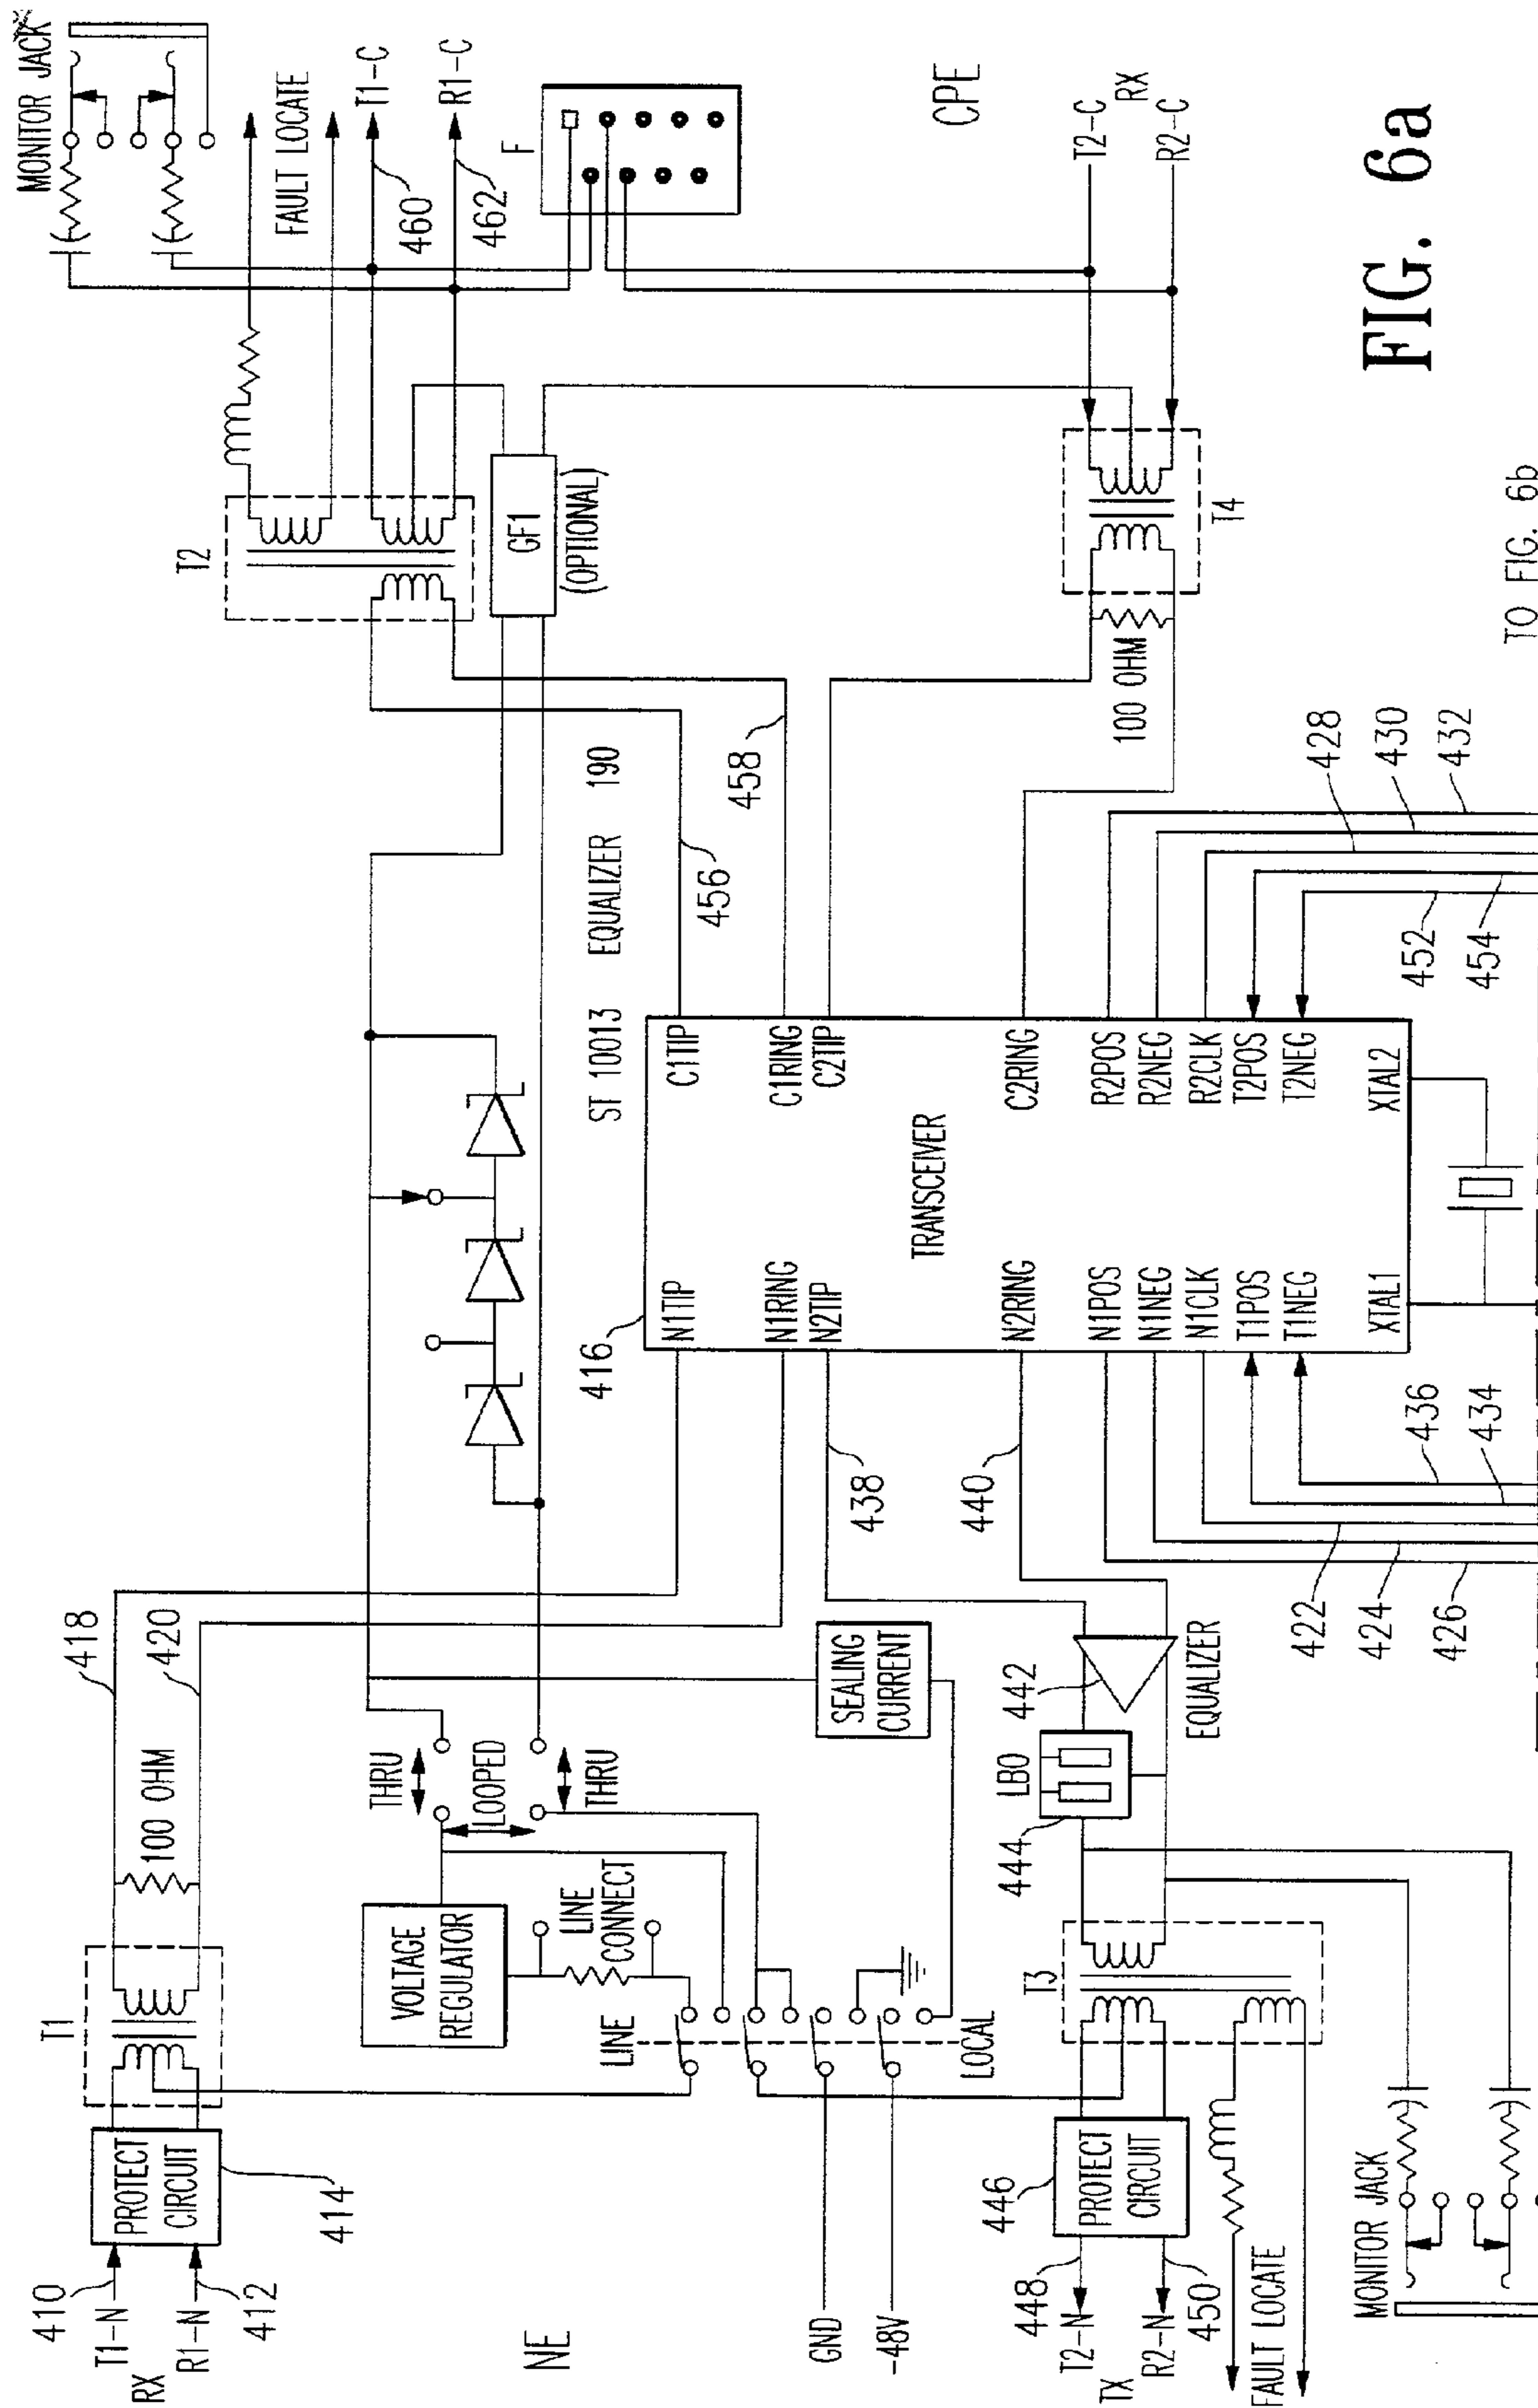 MONITOR JACK
FAULT LOCATE
T1-C
R1-C
460
462
F
CPE
T2-C
RX
R2-C
T2
GF1
(OPTIONAL)
T4
100 OHM
ST 10013 EQUALIZER 190
456
458
428
430
432
452
454
416
TRANSCEIVER
C1TIP
C1RING
C2TIP
C2RING
R2POS
R2NEG
R2CLK
T2POS
T2NEG
XTAL2
N1TIP
N1RING
N2TIP
N2RING
N1POS
N1NEG
N1CLK
T1POS
T1NEG
XTAL1
438
440
436
434
422
424
426
418
420
100 OHM
T1
PROTECT
CIRCUIT
414
410
T1-N
RX
R1-N
412
NE
THRU
LOOPED
THRU
VOLTAGE
REGULATOR
LINE
CONNECT
SEALING
CURRENT
LINE
LOCAL
GND
-48V
442
EQUALIZER
LBO
444
T3
446
PROTECT
CIRCUIT
448
T2-N
TX
R2-N
450
FAULT LOCATE
MONITOR JACK
TO FIG. 6b
FIG. 6a